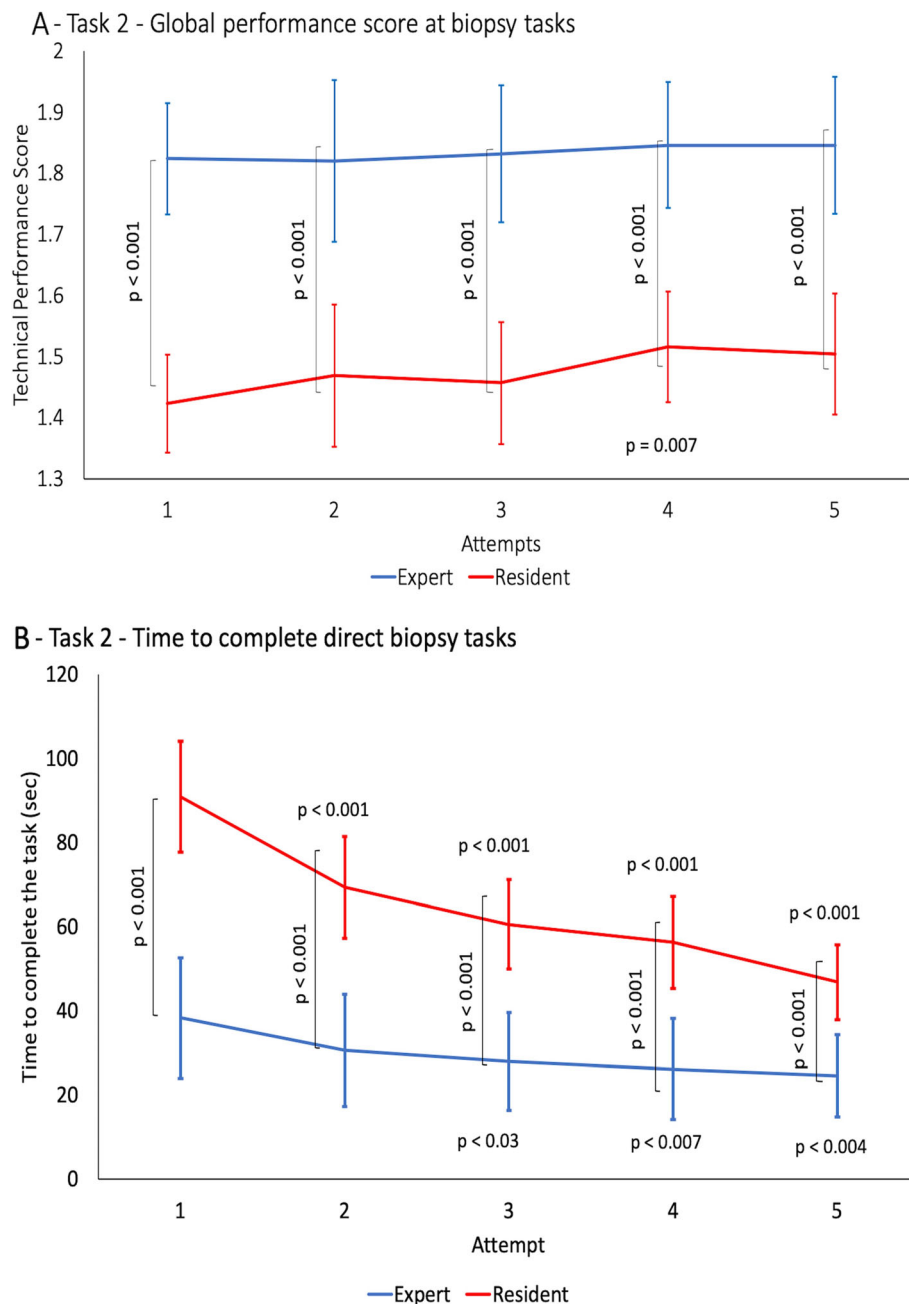 A - Task 2 - Global performance score at biopsy tasks
Technical Performance Score
2
1.9
1.8
1.7
1.6
1.5
1.4
1.3
p < 0.001
p < 0.001
p < 0.001
p < 0.001
p < 0.001
p = 0.007
1 2 3 4 5
Attempts
Expert Resident
B - Task 2 - Time to complete direct biopsy tasks
Time to complete the task (sec)
120
100
80
60
40
20
0
p < 0.001
p < 0.001
p < 0.001
p < 0.001
p < 0.001
p < 0.001
p < 0.001
p < 0.001
p < 0.001
p < 0.03
p < 0.007
p < 0.004
1 2 3 4 5
Attempt
Expert Resident